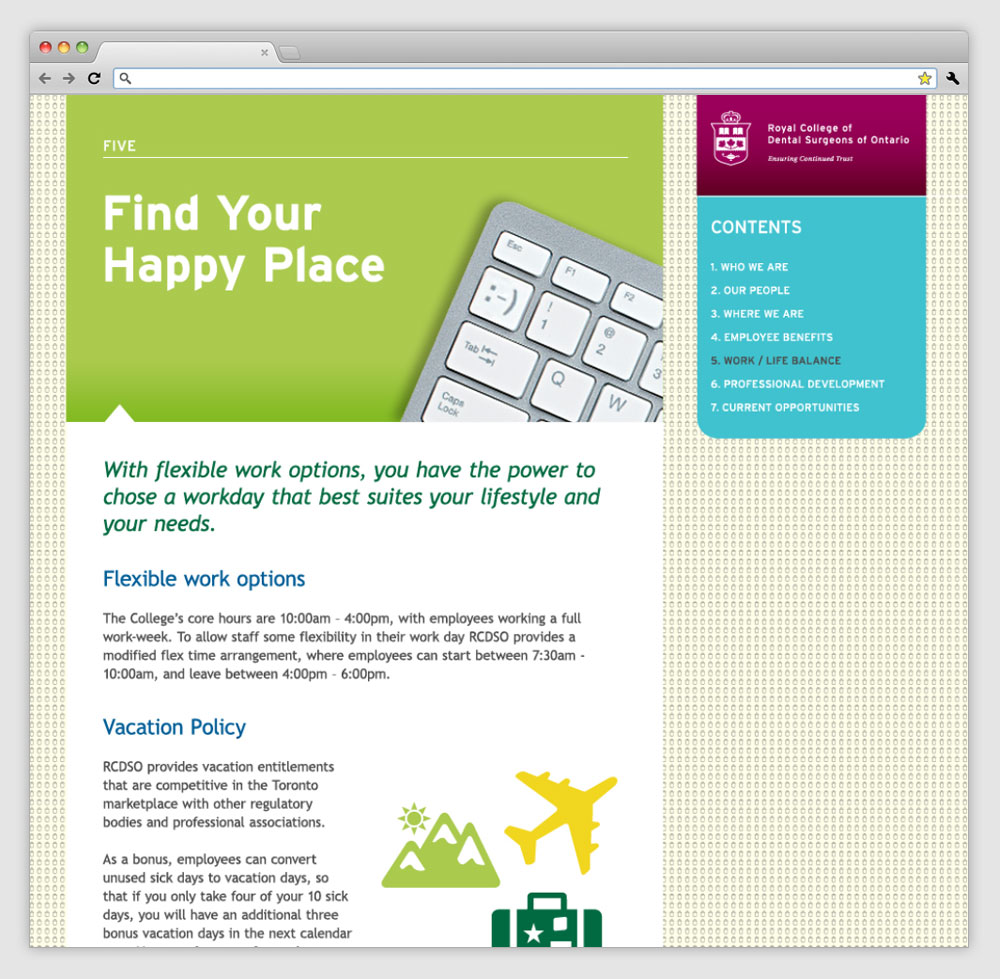 FIVE
Find Your
Happy Place
Esc
F1
F2
:-)
!
1
@
2
3
Tab
Q
W
Caps
Lock
Royal College of
Dental Surgeons of Ontario
Ensuring Continued Trust
CONTENTS
1. WHO WE ARE
2. OUR PEOPLE
3. WHERE WE ARE
4. EMPLOYEE BENEFITS
5. WORK / LIFE BALANCE
6. PROFESSIONAL DEVELOPMENT
7. CURRENT OPPORTUNITIES
With flexible work options, you have the power to
chose a workday that best suites your lifestyle and
your needs.
Flexible work options
The College's core hours are 10:00am – 4:00pm, with employees working a full
work-week. To allow staff some flexibility in their work day RCDSO provides a
modified flex time arrangement, where employees can start between 7:30am -
10:00am, and leave between 4:00pm – 6:00pm.
Vacation Policy
RCDSO provides vacation entitlements
that are competitive in the Toronto
marketplace with other regulatory
bodies and professional associations.
As a bonus, employees can convert
unused sick days to vacation days, so
that if you only take four of your 10 sick
days, you will have an additional three
bonus vacation days in the next calendar